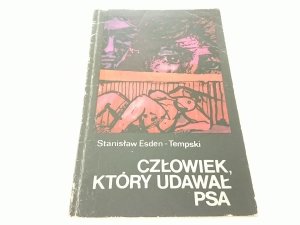 Stanisław Esden-Tempski
CZŁOWIEK,
KTÓRY UDAWAŁ
PSA